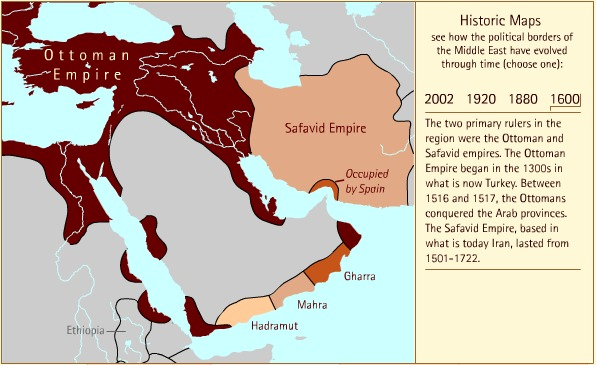 Ottoman
Empire
Safavid Empire
Occupied
by Spain
Gharra
Mahra
Hadramut
Ethiopia
Historic Maps
see how the political borders of
the Middle East have evolved
through time (choose one):
2002 1920 1880 1600
The two primary rulers in the
region were the Ottoman and
Safavid empires. The Ottoman
Empire began in the 1300s in
what is now Turkey. Between
1516 and 1517, the Ottomans
conquered the Arab provinces.
The Safavid Empire, based in
what is today Iran, lasted from
1501-1722.